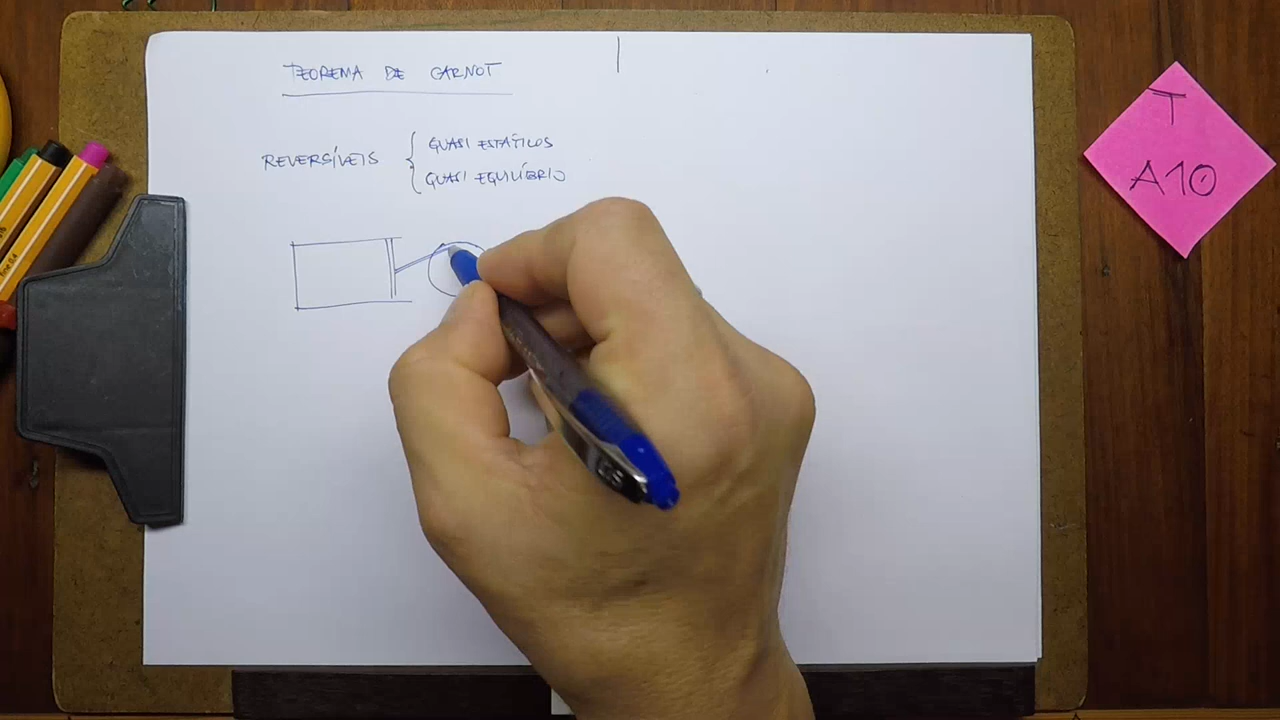 TEOREMA DE CARNOT
REVERSÍVEIS
QUASI ESTÁTICOS
QUASI EQUILÍBRIO
T
A10